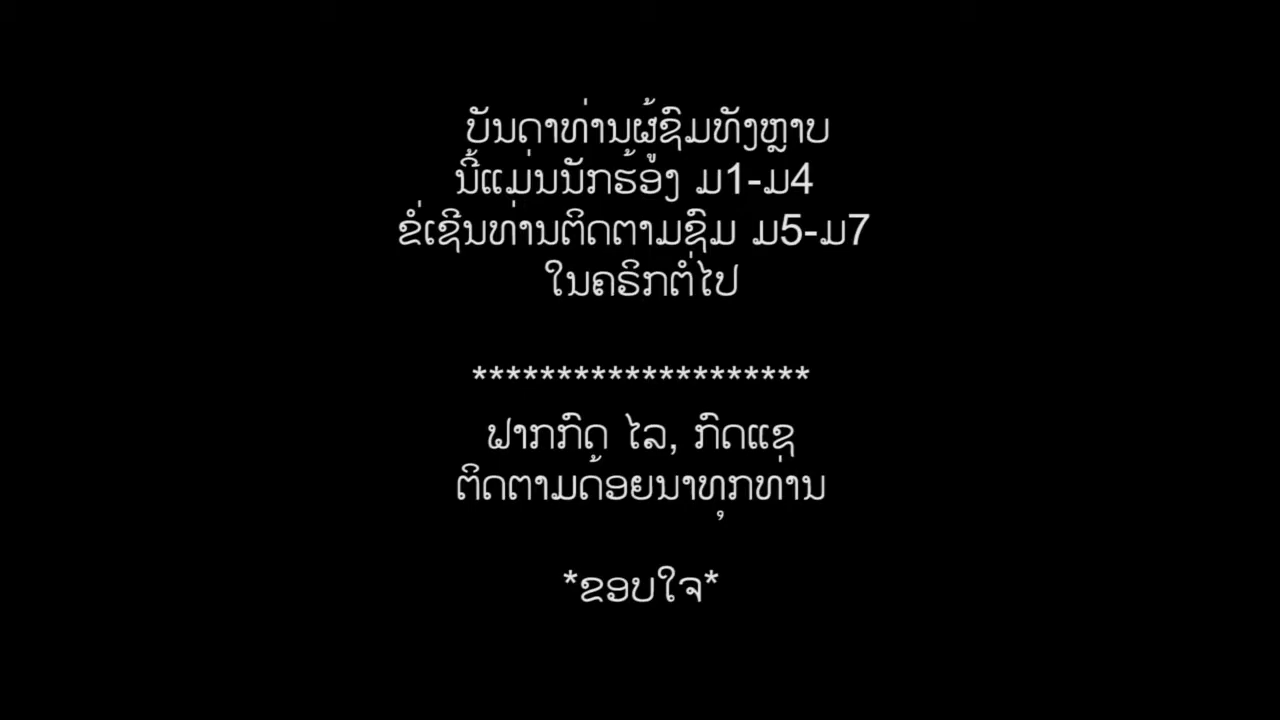 ບັນດາທ່ານຜູ້ຊົມທັງຫຼາບ
ນີ້ແມ່ນນັກຮ້ອງ ມ1-ມ4
ຂໍ່ເຊີນທ່ານຕິດຕາມຊົມ ມ5-ມ7
ໃນຄຣິກຕໍ່ໄປ
********************
ຟາກກົດ ໄລ, ກົດແຊ
ຕິດຕາມດ້ອຍນາທຸກທ່ານ
*ຂອບໃຈ*